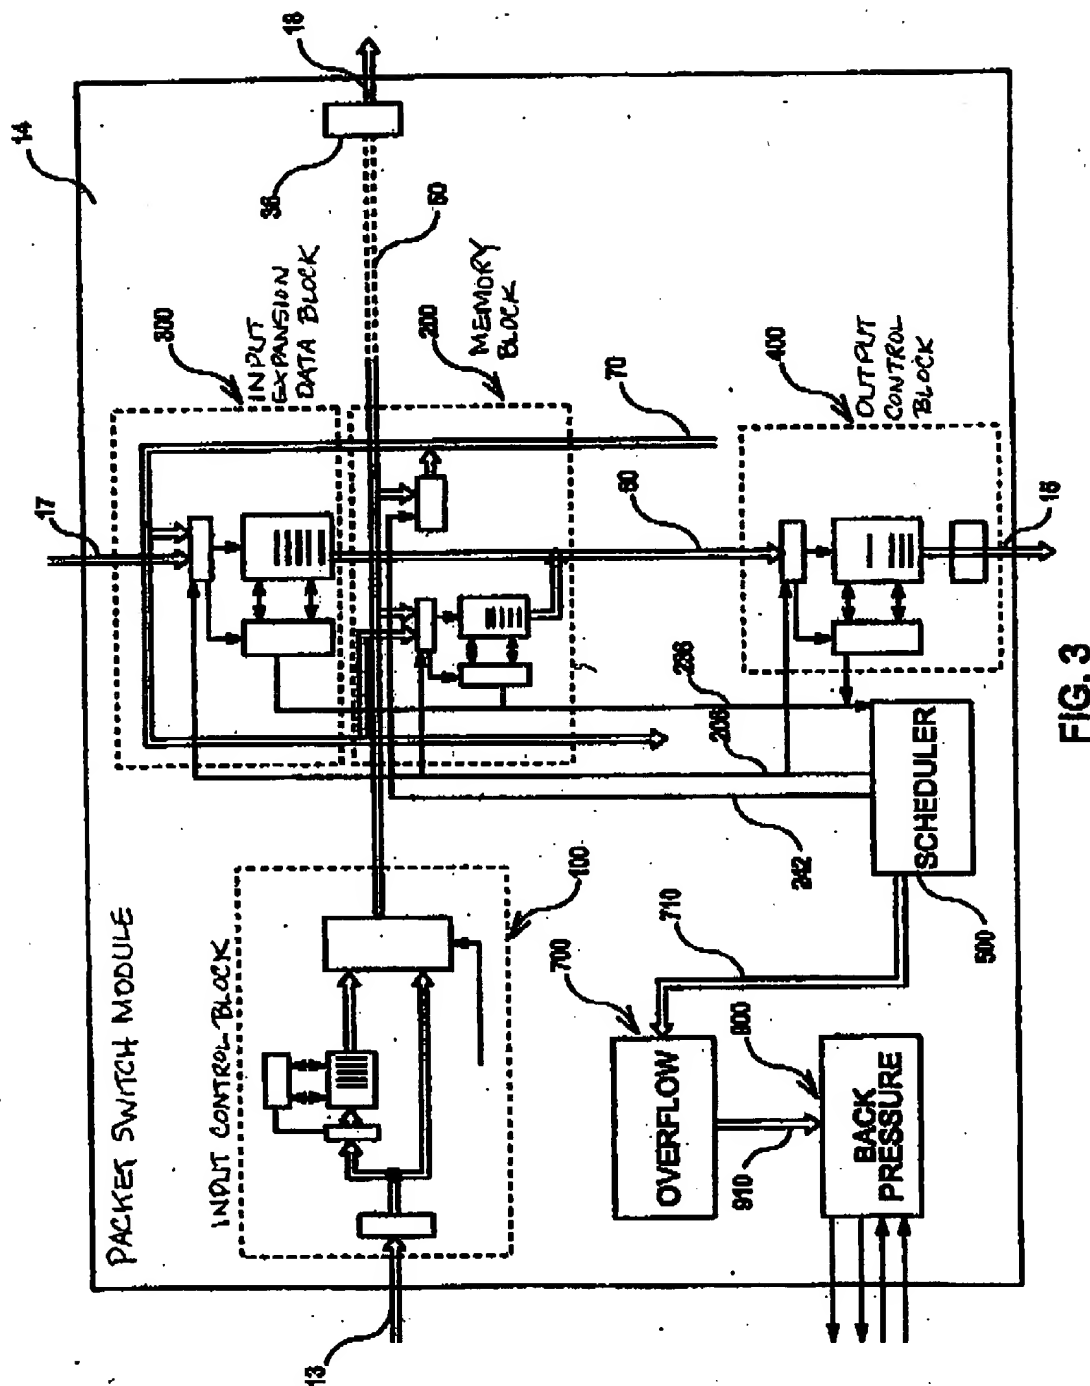 PACKET SWITCH MODULE
14
17
300
INPUT
EXPANSION
DATA BLOCK
18
36
50
200
MEMORY
BLOCK
INPUT CONTROL BLOCK
100
13
70
60
236
206
242
400
OUTPUT
CONTROL
BLOCK
16
SCHEDULER
500
710
700
OVERFLOW
910
900
BACK
PRESSURE
FIG. 3